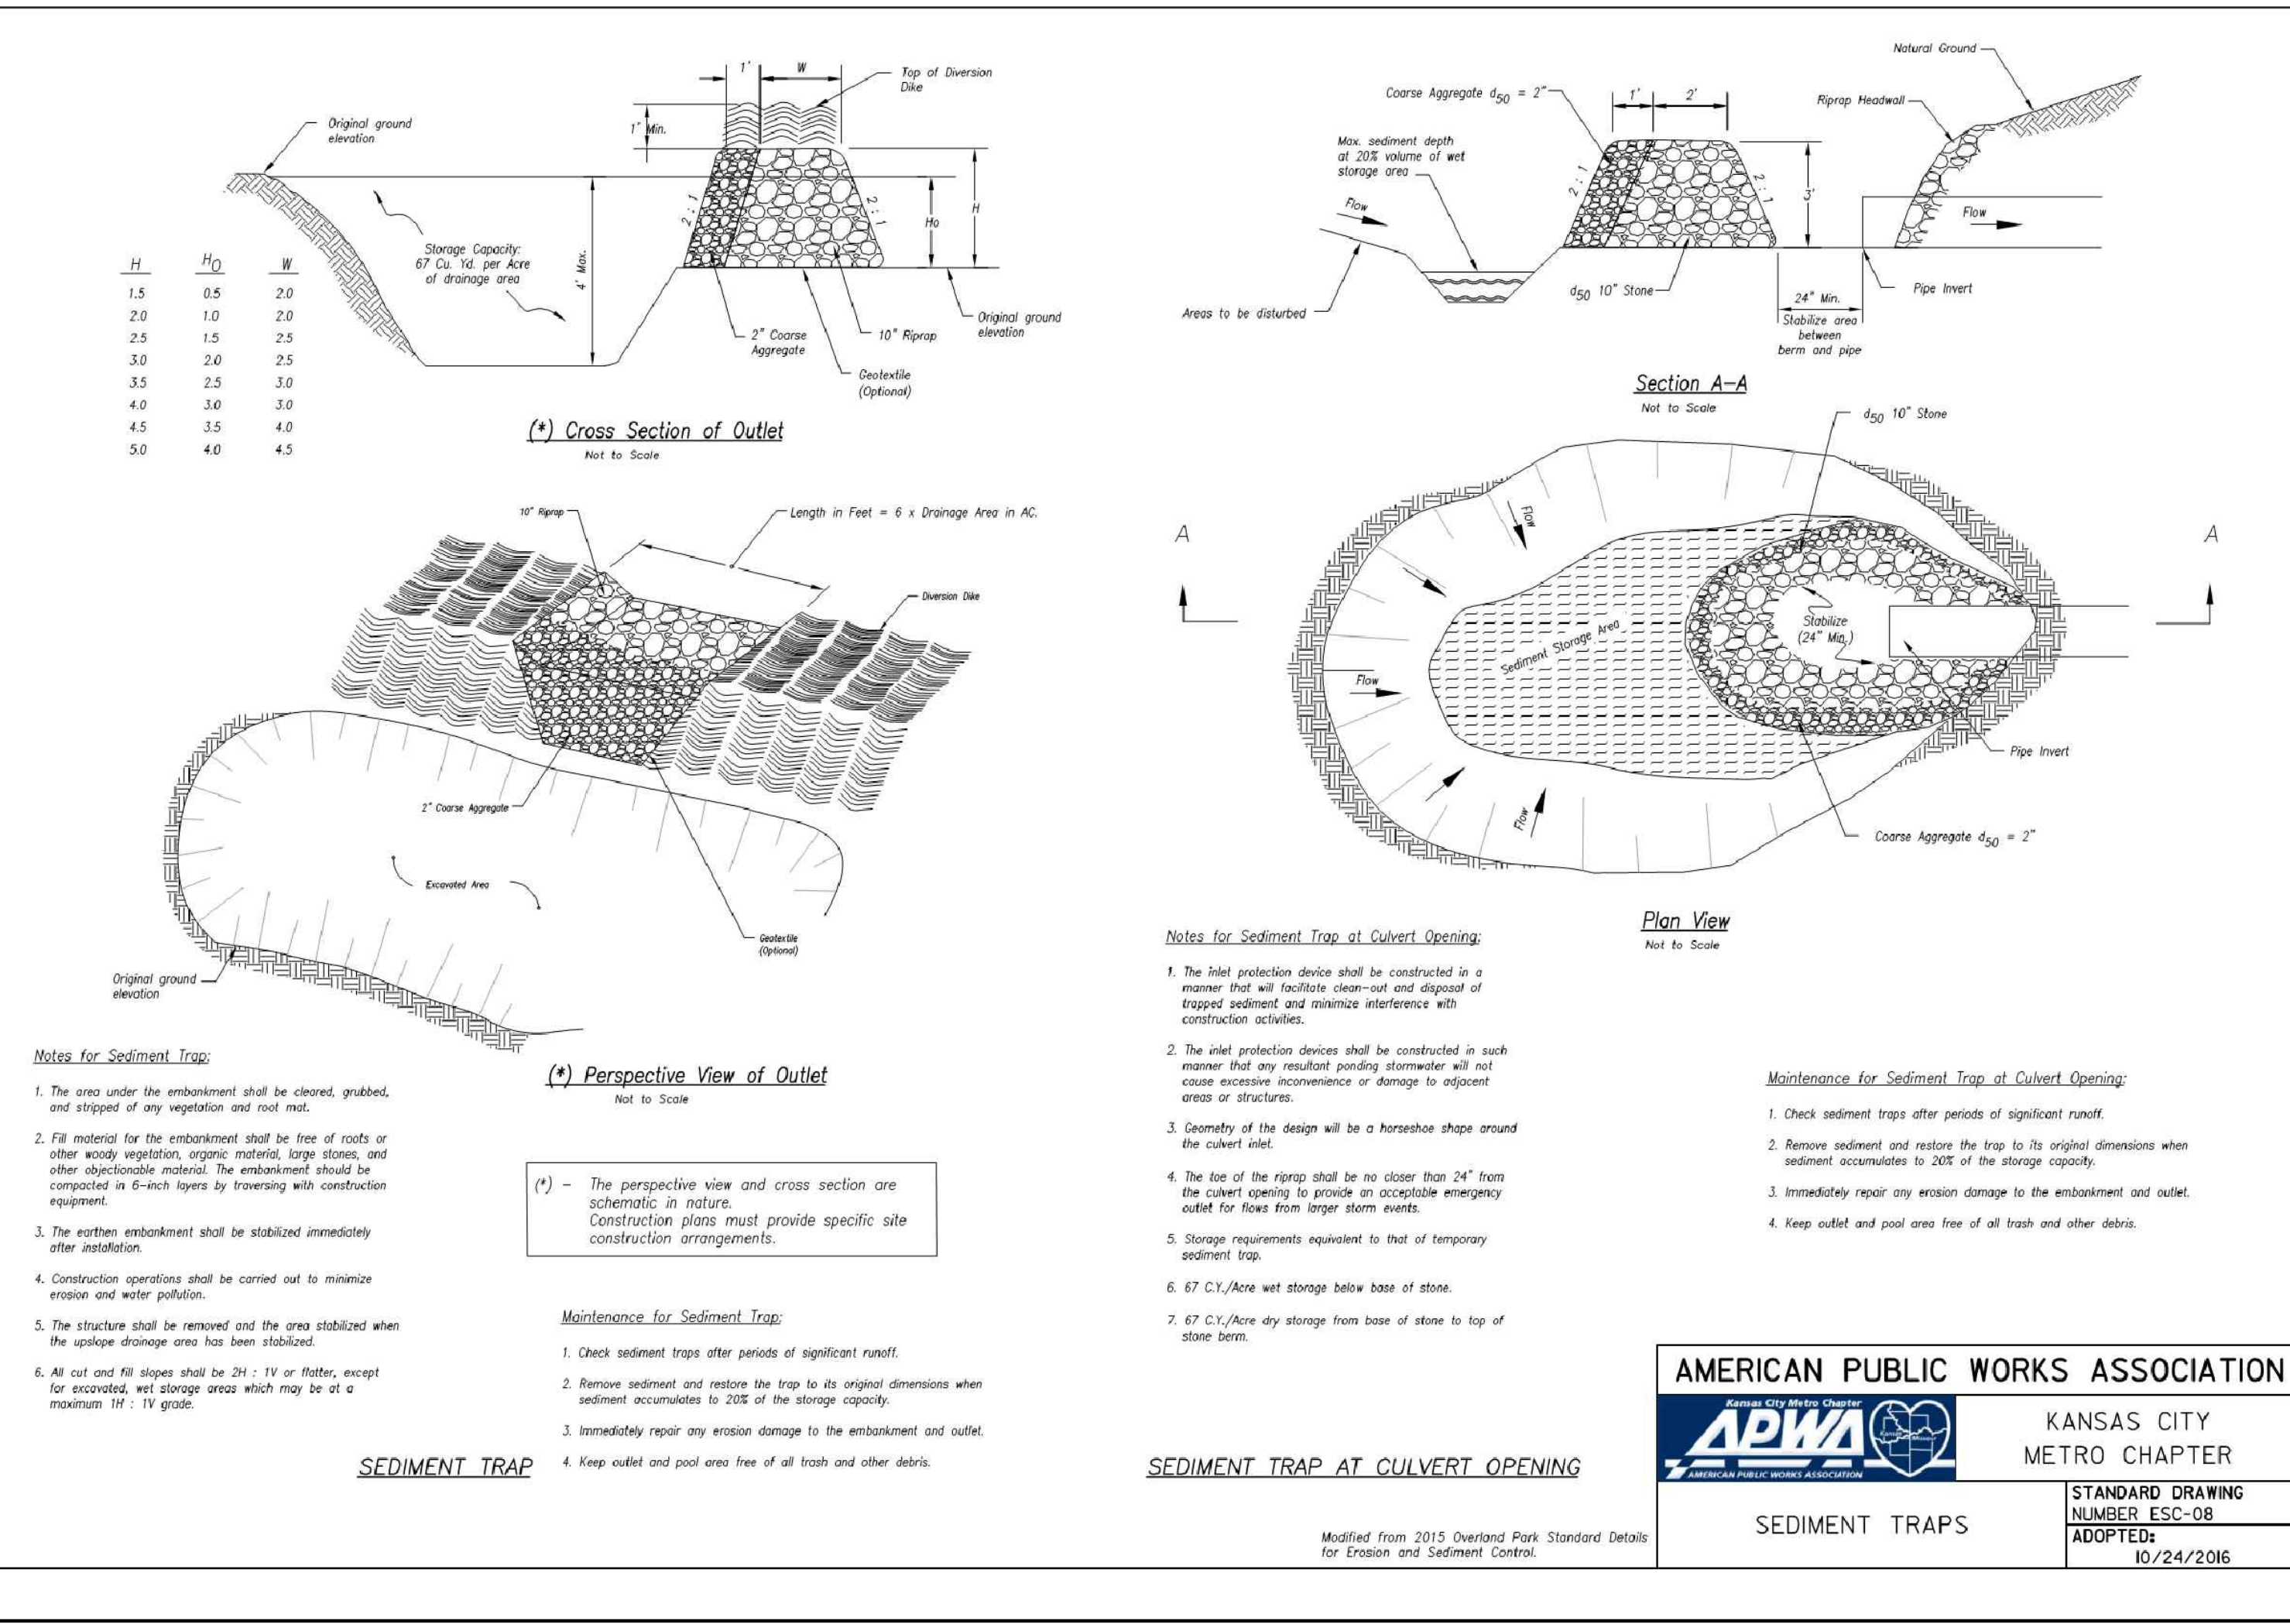 1'
W
Top of Diversion
Dike
1" Min.
Original ground
elevation
2 : 1
2 : 1
Ho
H
4' Max.
Storage Capacity:
67 Cu. Yd. per Acre
of drainage area
2" Coarse
Aggregate
10" Riprap
Original ground
elevation
Geotextile
(Optional)
H HO W
1.5 0.5 2.0
2.0 1.0 2.0
2.5 1.5 2.5
3.0 2.0 2.5
3.5 2.5 3.0
4.0 3.0 3.0
4.5 3.5 4.0
5.0 4.0 4.5
(*) Cross Section of Outlet
Not to Scale
10" Riprap
Length in Feet = 6 x Drainage Area in AC.
Diversion Dike
2" Coarse Aggregate
Excavated Area
Geotextile
(Optional)
Original ground
elevation
(*) Perspective View of Outlet
Not to Scale
(*) – The perspective view and cross section are
schematic in nature.
Construction plans must provide specific site
construction arrangements.
Notes for Sediment Trap:
1. The area under the embankment shall be cleared, grubbed,
and stripped of any vegetation and root mat.
2. Fill material for the embankment shall be free of roots or
other woody vegetation, organic material, large stones, and
other objectionable material. The embankment should be
compacted in 6-inch layers by traversing with construction
equipment.
3. The earthen embankment shall be stabilized immediately
after installation.
4. Construction operations shall be carried out to minimize
erosion and water pollution.
5. The structure shall be removed and the area stabilized when
the upslope drainage area has been stabilized.
6. All cut and fill slopes shall be 2H : 1V or flatter, except
for excavated, wet storage areas which may be at a
maximum 1H : 1V grade.
Maintenance for Sediment Trap:
1. Check sediment traps after periods of significant runoff.
2. Remove sediment and restore the trap to its original dimensions when
sediment accumulates to 20% of the storage capacity.
3. Immediately repair any erosion damage to the embankment and outlet.
4. Keep outlet and pool area free of all trash and other debris.
SEDIMENT TRAP
Natural Ground
Coarse Aggregate d50 = 2"
1'
2'
Riprap Headwall
Max. sediment depth
at 20% volume of wet
storage area
2 : 1
2 : 1
3'
Flow
Flow
d50 10" Stone
24" Min.
Pipe Invert
Areas to be disturbed
Stabilize area
between
berm and pipe
Section A–A
Not to Scale
d50 10" Stone
A
A
Flow
Stabilize
(24" Min.)
Sediment Storage Area
Flow
Flow
Pipe Invert
Coarse Aggregate d50 = 2"
Plan View
Not to Scale
Notes for Sediment Trap at Culvert Opening:
1. The inlet protection device shall be constructed in a
manner that will facilitate clean-out and disposal of
trapped sediment and minimize interference with
construction activities.
2. The inlet protection devices shall be constructed in such
manner that any resultant ponding stormwater will not
cause excessive inconvenience or damage to adjacent
areas or structures.
3. Geometry of the design will be a horseshoe shape around
the culvert inlet.
4. The toe of the riprap shall be no closer than 24" from
the culvert opening to provide an acceptable emergency
outlet for flows from larger storm events.
5. Storage requirements equivalent to that of temporary
sediment trap.
6. 67 C.Y./Acre wet storage below base of stone.
7. 67 C.Y./Acre dry storage from base of stone to top of
stone berm.
Maintenance for Sediment Trap at Culvert Opening:
1. Check sediment traps after periods of significant runoff.
2. Remove sediment and restore the trap to its original dimensions when
sediment accumulates to 20% of the storage capacity.
3. Immediately repair any erosion damage to the embankment and outlet.
4. Keep outlet and pool area free of all trash and other debris.
SEDIMENT TRAP AT CULVERT OPENING
Modified from 2015 Overland Park Standard Details
for Erosion and Sediment Control.
AMERICAN PUBLIC WORKS ASSOCIATION
Kansas City Metro Chapter
APWA
Kansas Missouri
AMERICAN PUBLIC WORKS ASSOCIATION
KANSAS CITY
METRO CHAPTER
SEDIMENT TRAPS
STANDARD DRAWING
NUMBER ESC-08
ADOPTED:
10/24/2016